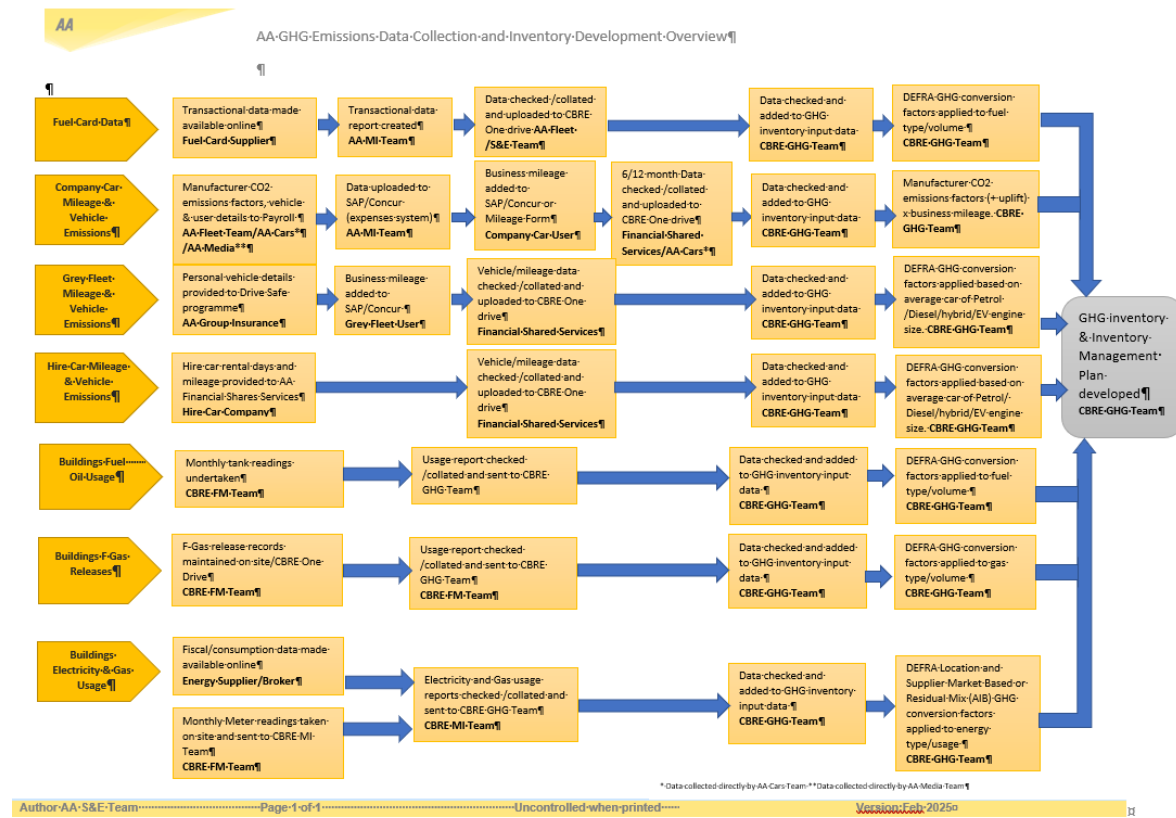 AA
AA GHG Emissions Data Collection and Inventory Development Overview¶
¶
¶
Fuel Card Data¶
Transactional data made
available online¶
Fuel Card Supplier¶
Transactional data
report created¶
AA MI Team¶
Data checked /collated
and uploaded to CBRE
One drive AA Fleet
/S&E Team¶
Data checked and
added to GHG
inventory input data
CBRE GHG Team¶
DEFRA GHG conversion
factors applied to fuel
type/volume ¶
CBRE GHG Team¶
Company Car
Mileage &
Vehicle
Emissions¶
Manufacturer CO2
emissions factors, vehicle
& user details to Payroll ¶
AA Fleet Team/AA Cars*¶
/AA Media**¶
Data uploaded to
SAP/Concur
(expenses system)¶
AA MI Team¶
Business mileage
added to
SAP/Concur or
Mileage Form¶
Company Car User¶
6/12-month Data
checked /collated
and uploaded to
CBRE One drive¶
Financial Shared
Services/AA Cars*¶
Data checked and
added to GHG
inventory input data¶
CBRE GHG Team¶
Manufacturer CO2
emissions factors (+ uplift)
x business mileage. CBRE
GHG Team¶
Grey Fleet
Mileage &
Vehicle
Emissions¶
Personal vehicle details
provided to Drive Safe
programme¶
AA Group Insurance¶
Business mileage
added to
SAP/Concur ¶
Grey Fleet User¶
Vehicle/mileage data
checked /collated and
uploaded to CBRE One
drive¶
Financial Shared Services¶
Data checked and
added to GHG
inventory input data
CBRE GHG Team¶
DEFRA GHG conversion
factors applied based on
average car of Petrol
/Diesel/hybrid/EV engine
size. CBRE GHG Team¶
Hire Car Mileage
& Vehicle
Emissions¶
Hire car rental days and
mileage provided to AA
Financial Shares Services¶
Hire Car Company¶
Vehicle/mileage data
checked /collated and
uploaded to CBRE One
drive¶
Financial Shared Services¶
Data checked and
added to GHG
inventory input data
CBRE GHG Team¶
DEFRA GHG conversion
factors applied based on
average car of Petrol/
Diesel/hybrid/EV engine
size. CBRE GHG Team¶
GHG inventory
& Inventory
Management
Plan
developed¶
CBRE GHG Team¶
Buildings Fuel
Oil Usage¶
Monthly tank readings
undertaken¶
CBRE FM Team¶
Usage report checked
/collated and sent to CBRE
GHG Team¶
Data checked and added
to GHG inventory input
data ¶
CBRE GHG Team¶
DEFRA GHG conversion
factors applied to fuel
type/volume ¶
CBRE GHG Team¶
Buildings F-Gas
Releases¶
F-Gas release records
maintained on site/CBRE One
Drive¶
CBRE FM Team¶
Usage report checked
/collated and sent to CBRE
GHG Team¶
CBRE FM Team¶
Data checked and added
to GHG inventory input
data ¶
CBRE GHG Team¶
DEFRA GHG conversion
factors applied to gas
type/volume ¶
CBRE GHG Team¶
Buildings
Electricity & Gas
Usage¶
Fiscal/consumption data made
available online¶
Energy Supplier/Broker¶
Monthly Meter readings taken
on site and sent to CBRE MI
Team¶
CBRE FM Team¶
Electricity and Gas usage
reports checked /collated and
sent to CBRE GHG Team¶
CBRE MI Team¶
Data checked and
added to GHG inventory
input data ¶
CBRE GHG Team¶
DEFRA Location and
Supplier Market Based or
Residual Mix (AIB) GHG
conversion factors
applied to energy
type/usage ¶
CBRE GHG Team¶
* Data collected directly by AA Cars Team **Data collected directly by AA Media Team¶
Author AA S&E Team Page 1 of 1 Uncontrolled when printed Version: Feb 2025¤
¤